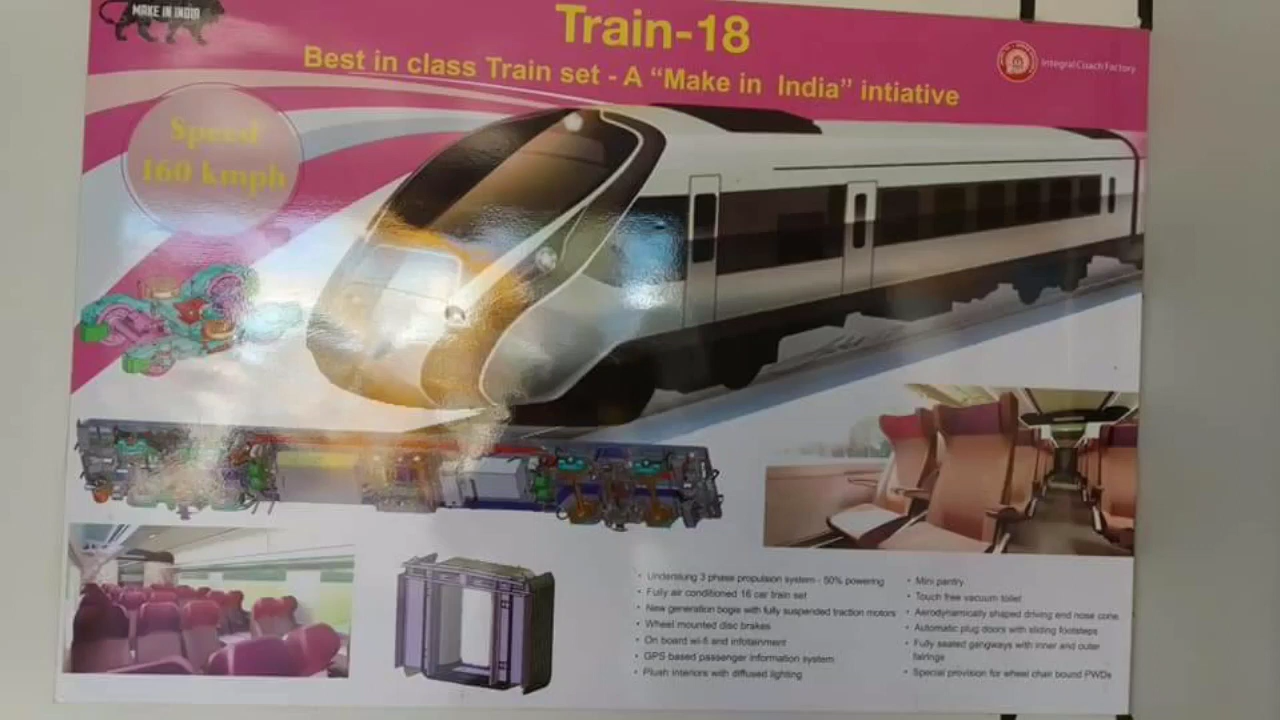 MAKE IN INDIA
Train-18
Best in class Train set - A “Make in India” intiative
Integral Coach Factory
Speed
160 kmph
• Underslung 3 phase propulsion system - 50% powering
• Fully air conditioned 16 car train set
• New generation bogie with fully suspended traction motors
• Wheel mounted disc brakes
• On board wi-fi and infotainment
• GPS based passenger information system
• Plush interiors with diffused lighting
• Mini pantry
• Touch free vacuum toilet
• Aerodynamically shaped driving end nose cone
• Automatic plug doors with sliding footsteps
• Fully sealed gangways with inner and outer
fairings
• Special provision for wheel chair bound PWDs